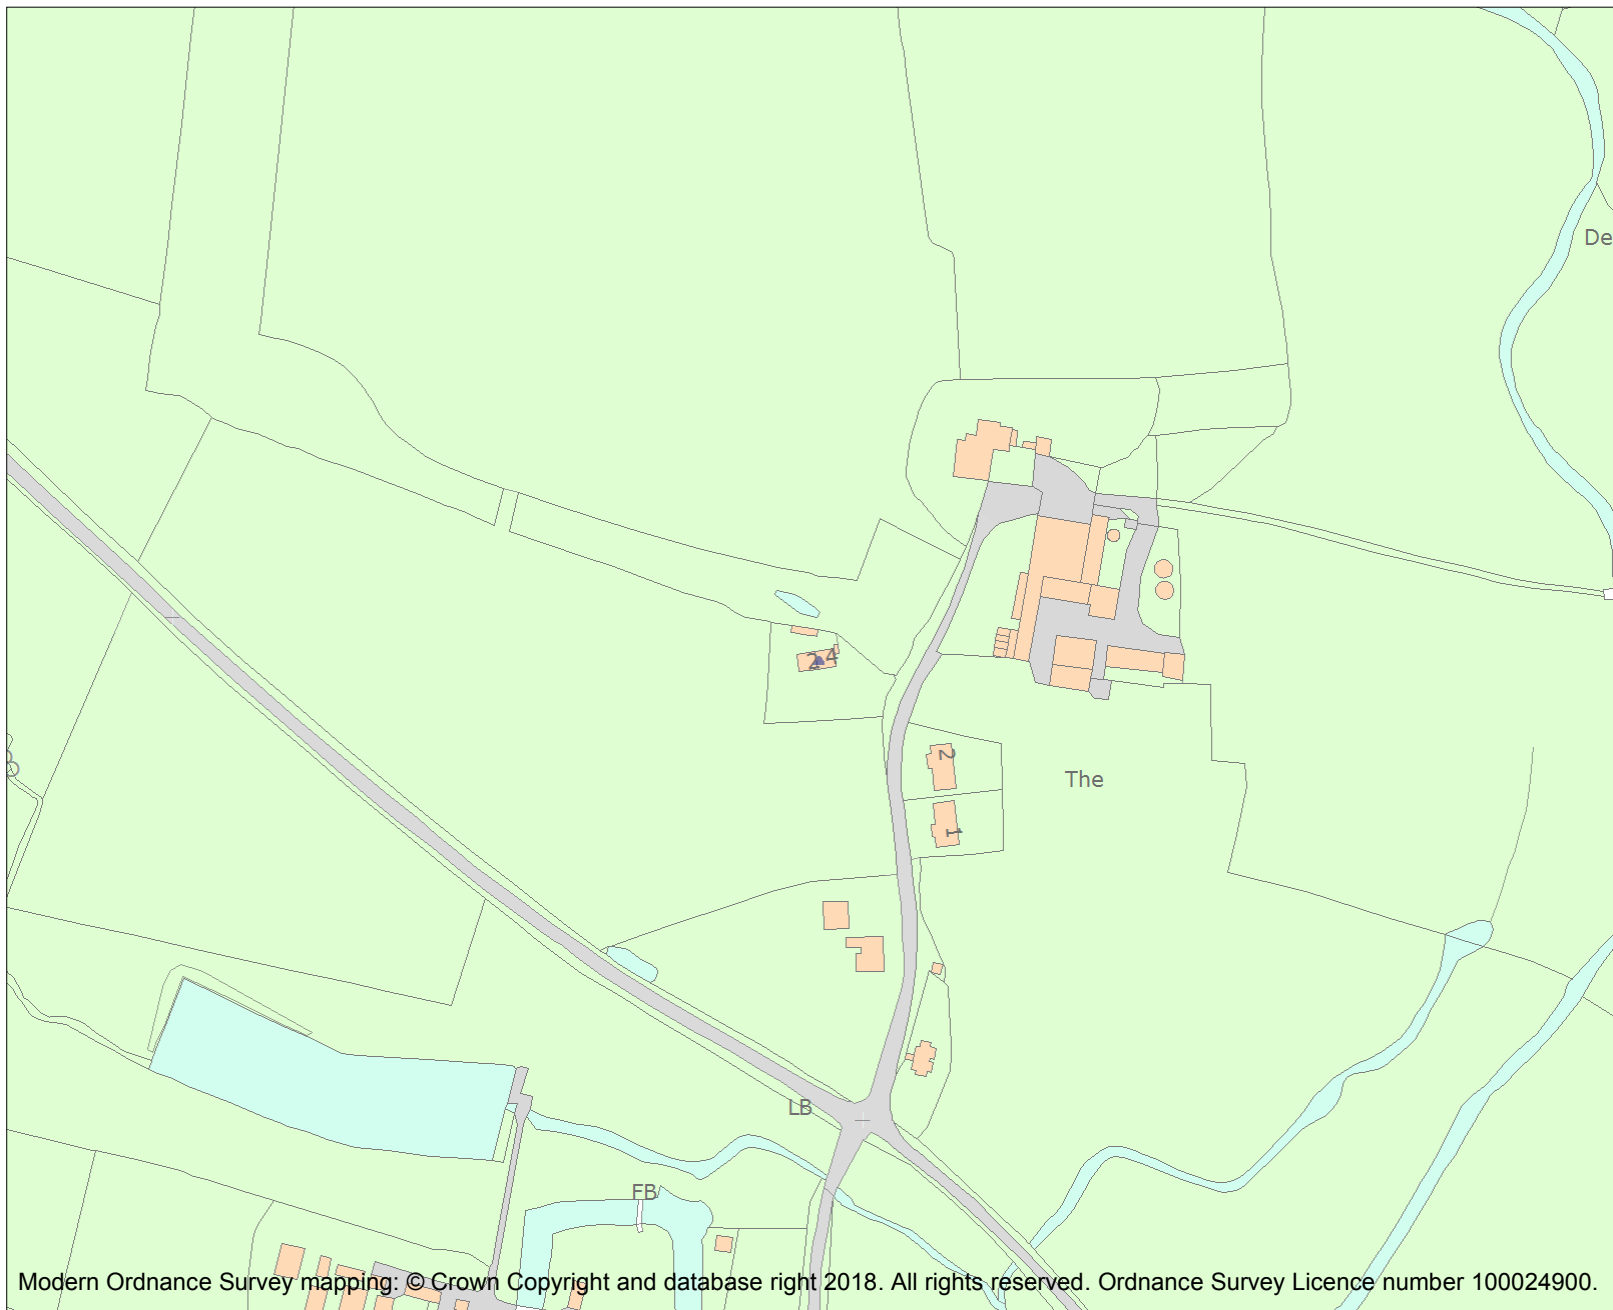 De
24
2
The
1
LB
FB
Modern Ordnance Survey mapping: © Crown Copyright and database right 2018. All rights reserved. Ordnance Survey Licence number 100024900.